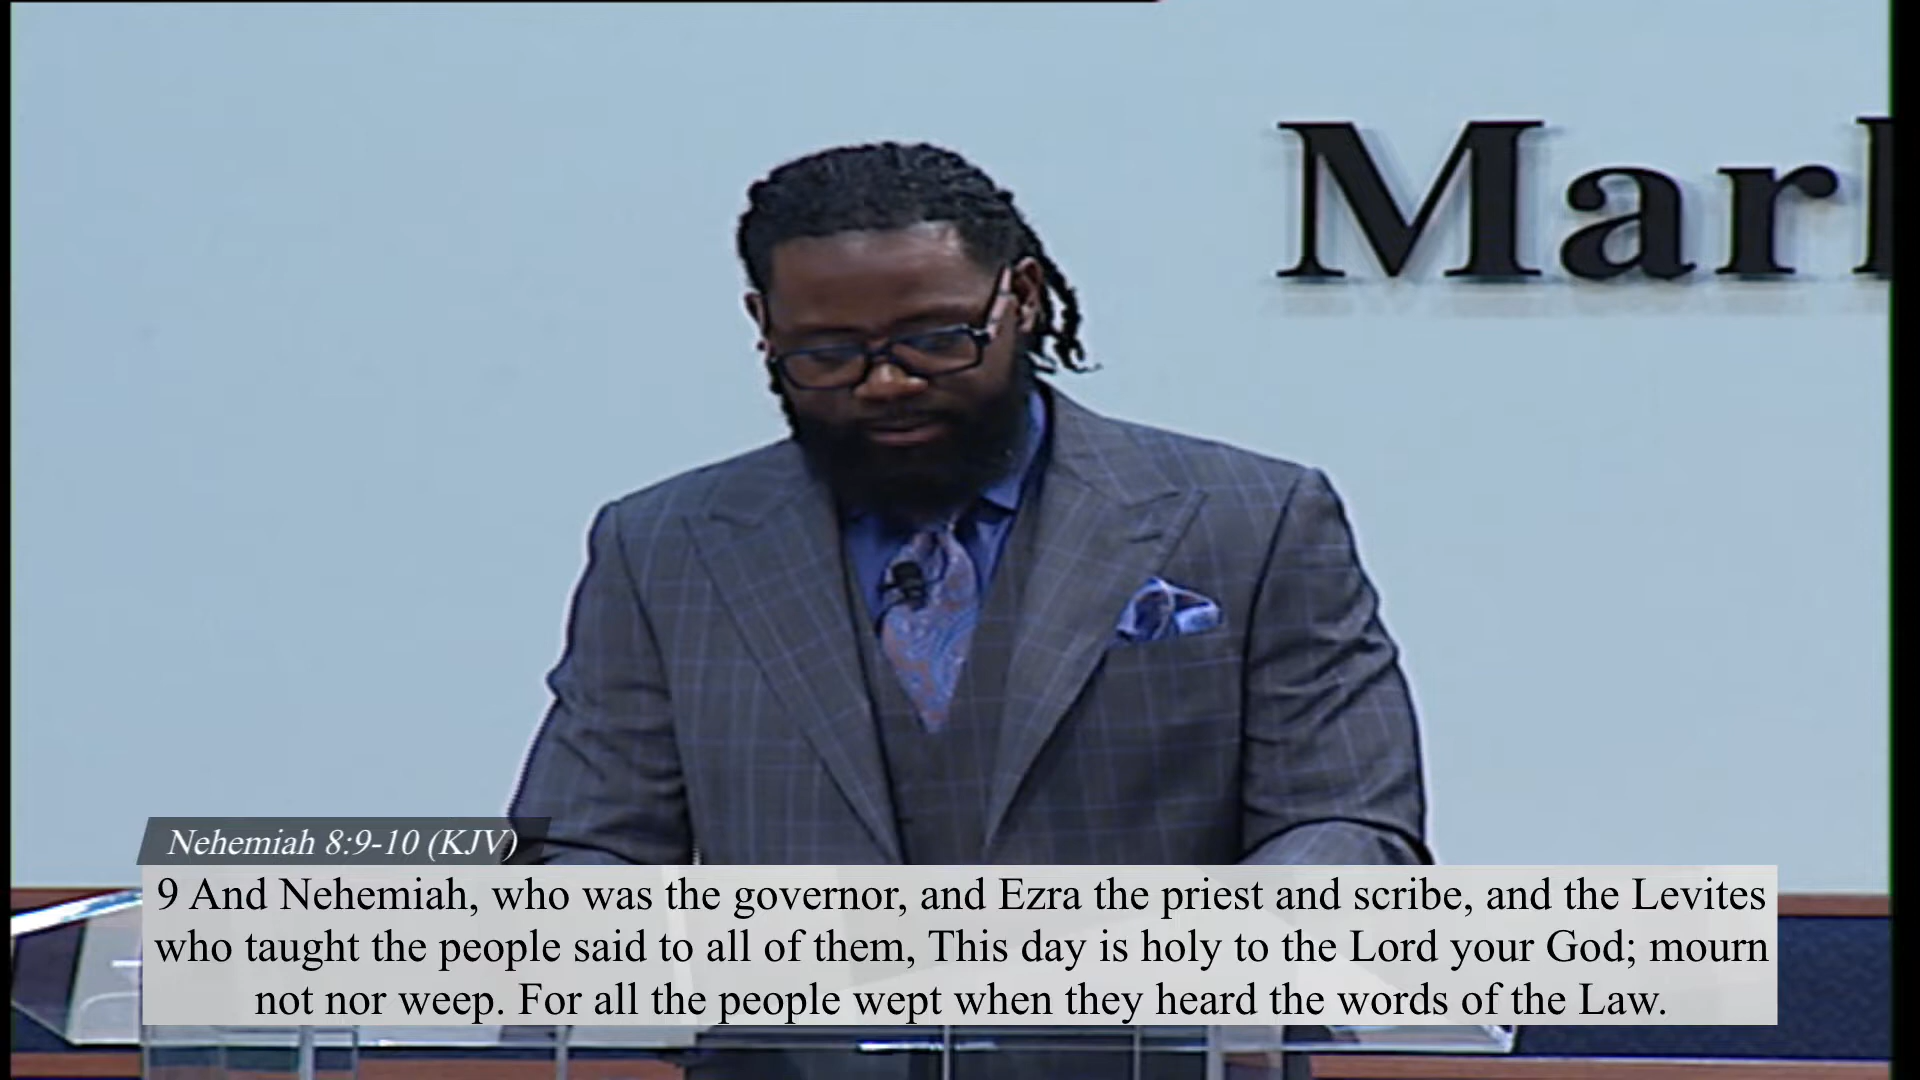 Mark
Nehemiah 8:9-10 (KJV)
9 And Nehemiah, who was the governor, and Ezra the priest and scribe, and the Levites
who taught the people said to all of them, This day is holy to the Lord your God; mourn
not nor weep. For all the people wept when they heard the words of the Law.